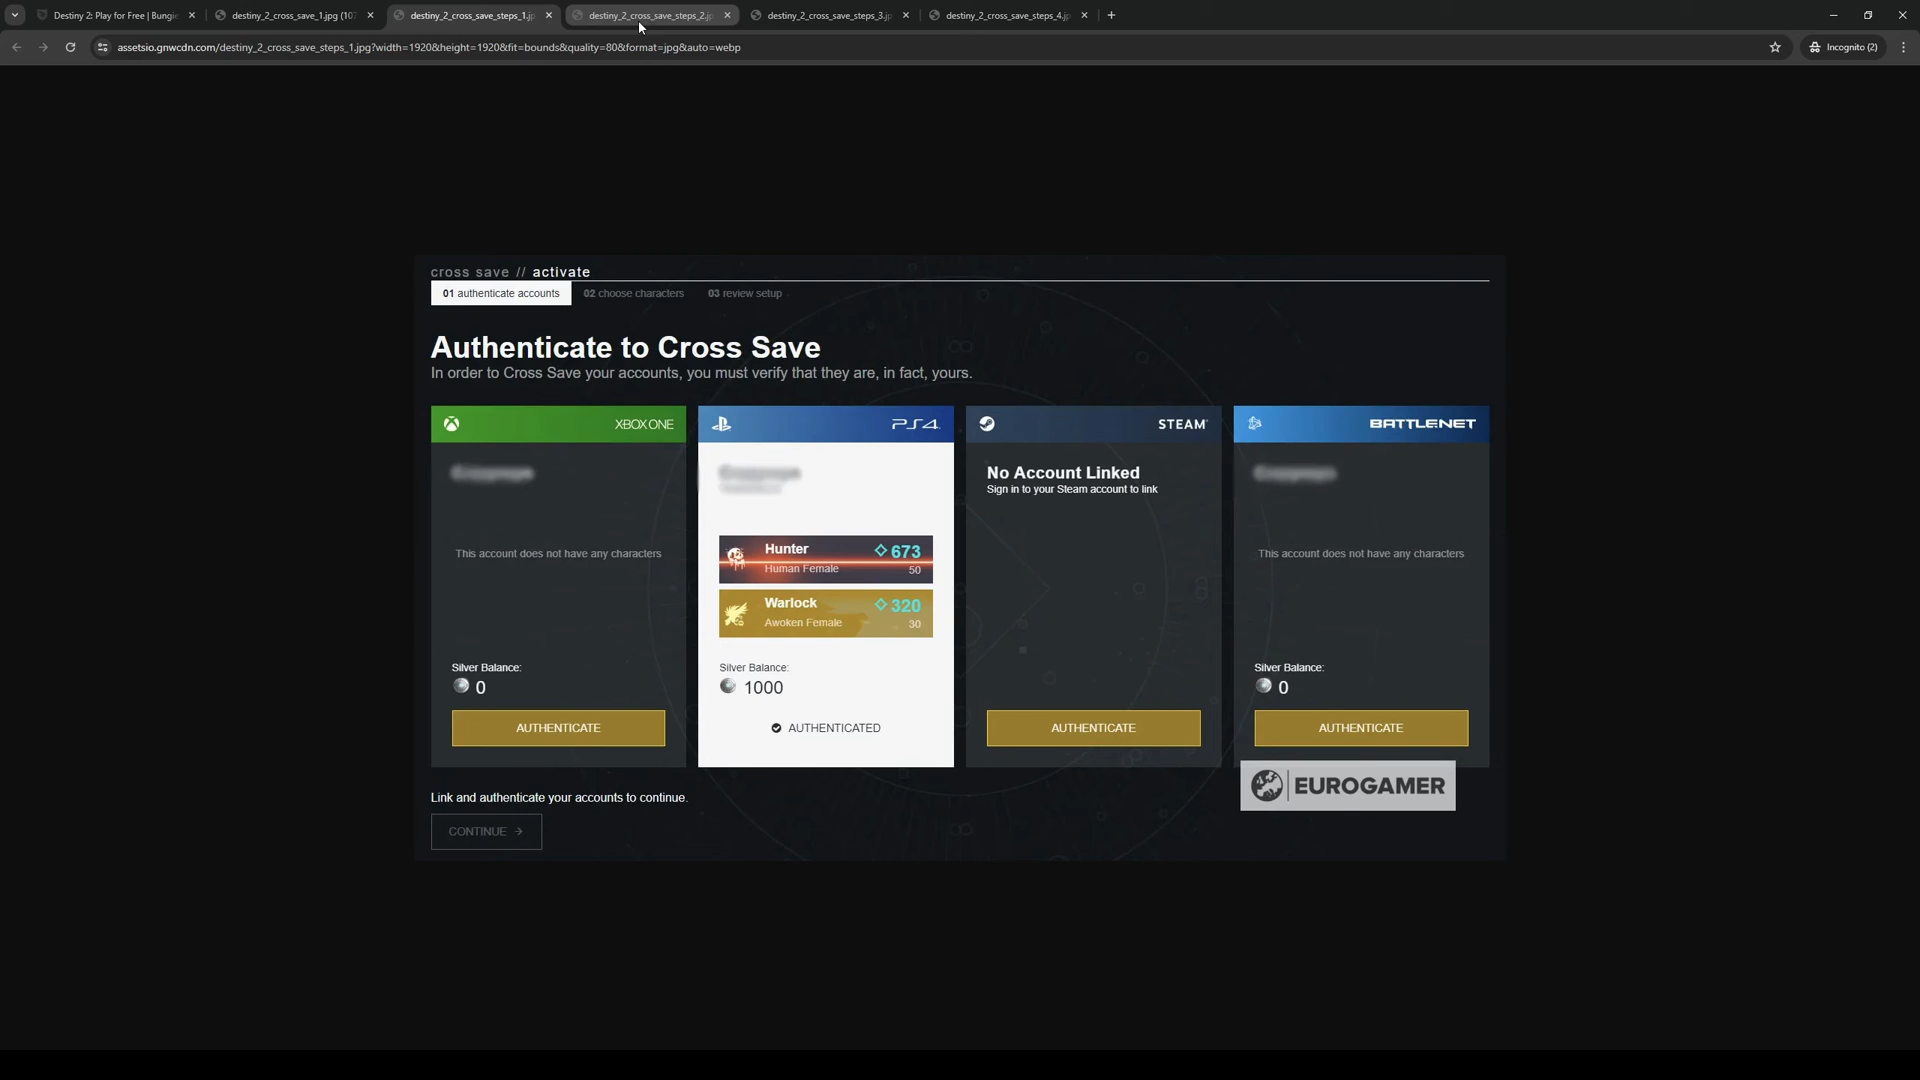 Destiny 2: Play for Free | Bungie
destiny_2_cross_save_1.jpg (107
destiny_2_cross_save_steps_1.jp
destiny_2_cross_save_steps_2.jp
destiny_2_cross_save_steps_3.jp
destiny_2_cross_save_steps_4.jp
assetsio.gnwcdn.com/destiny_2_cross_save_steps_1.jpg?width=1920&height=1920&fit=bounds&quality=80&format=jpg&auto=webp
Incognito (2)
cross save // activate
01 authenticate accounts
02 choose characters
03 review setup
Authenticate to Cross Save
In order to Cross Save your accounts, you must verify that they are, in fact, yours.
XBOX ONE
This account does not have any characters
Silver Balance:
0
AUTHENTICATE
PS4
Hunter 673
Human Female 50
Warlock 320
Awoken Female 30
Silver Balance:
1000
AUTHENTICATED
STEAM
No Account Linked
Sign in to your Steam account to link
AUTHENTICATE
BATTLE.NET
This account does not have any characters
Silver Balance:
0
AUTHENTICATE
Link and authenticate your accounts to continue.
CONTINUE
EUROGAMER